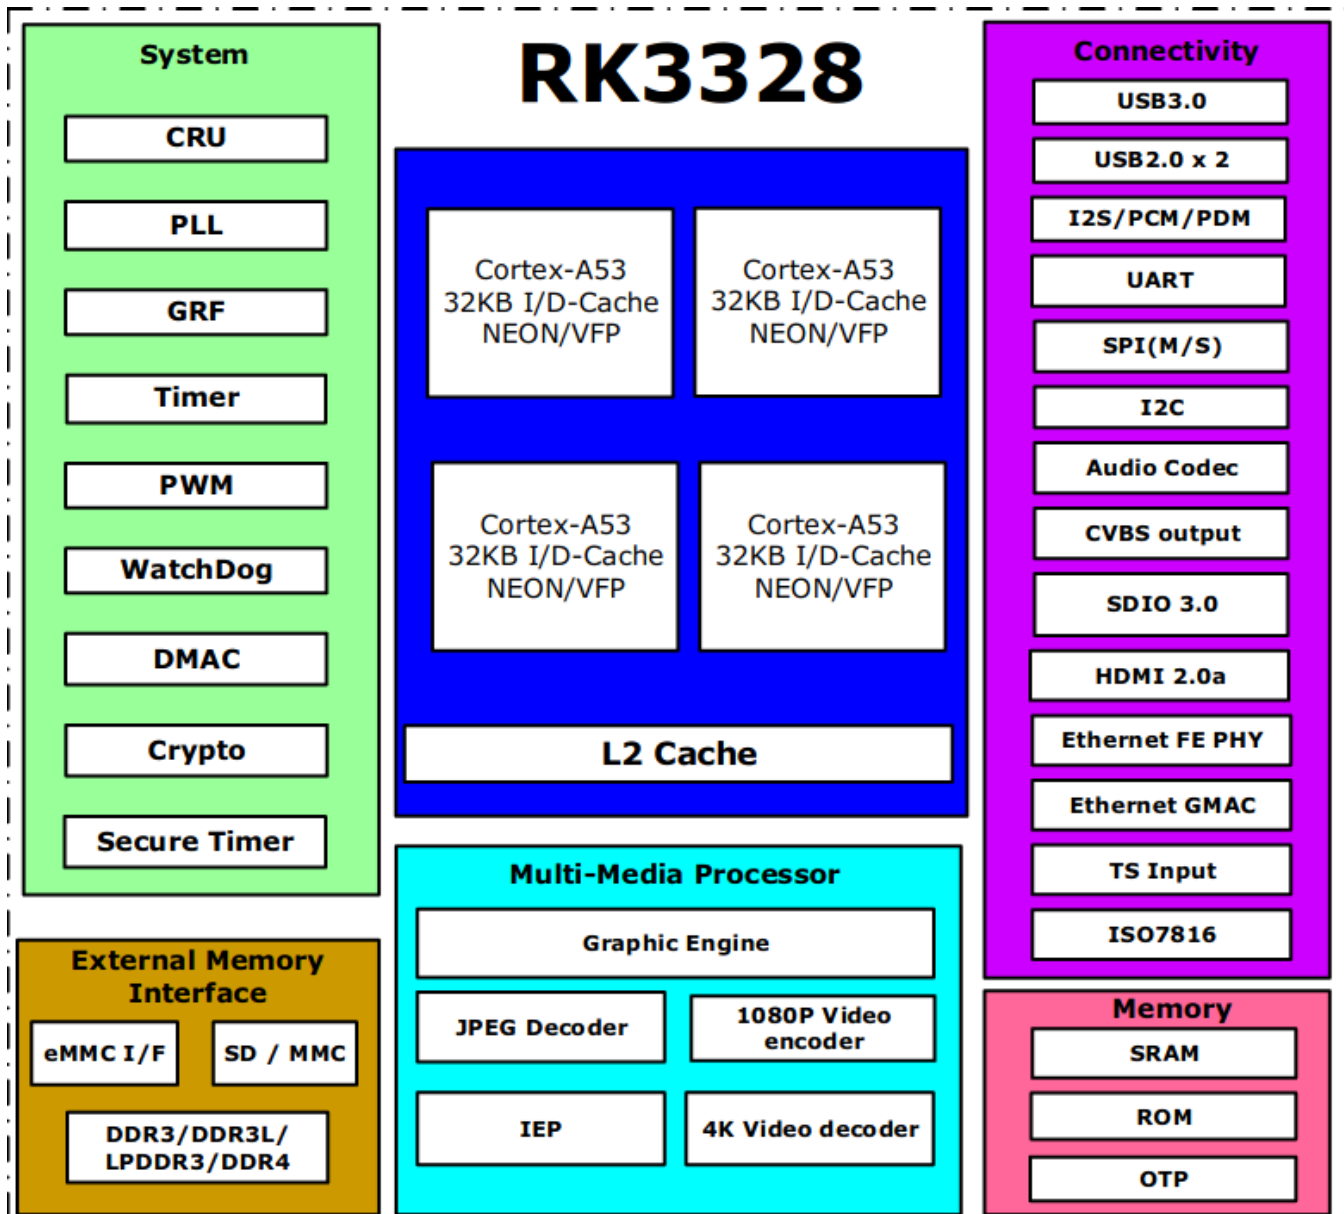 RK3328
System
CRU
PLL
GRF
Timer
PWM
WatchDog
DMAC
Crypto
Secure Timer
External Memory
Interface
eMMC I/F
SD / MMC
DDR3/DDR3L/
LPDDR3/DDR4
Cortex-A53
32KB I/D-Cache
NEON/VFP
Cortex-A53
32KB I/D-Cache
NEON/VFP
Cortex-A53
32KB I/D-Cache
NEON/VFP
Cortex-A53
32KB I/D-Cache
NEON/VFP
L2 Cache
Multi-Media Processor
Graphic Engine
JPEG Decoder
1080P Video
encoder
IEP
4K Video decoder
Connectivity
USB3.0
USB2.0 x 2
I2S/PCM/PDM
UART
SPI(M/S)
I2C
Audio Codec
CVBS output
SDIO 3.0
HDMI 2.0a
Ethernet FE PHY
Ethernet GMAC
TS Input
ISO7816
Memory
SRAM
ROM
OTP